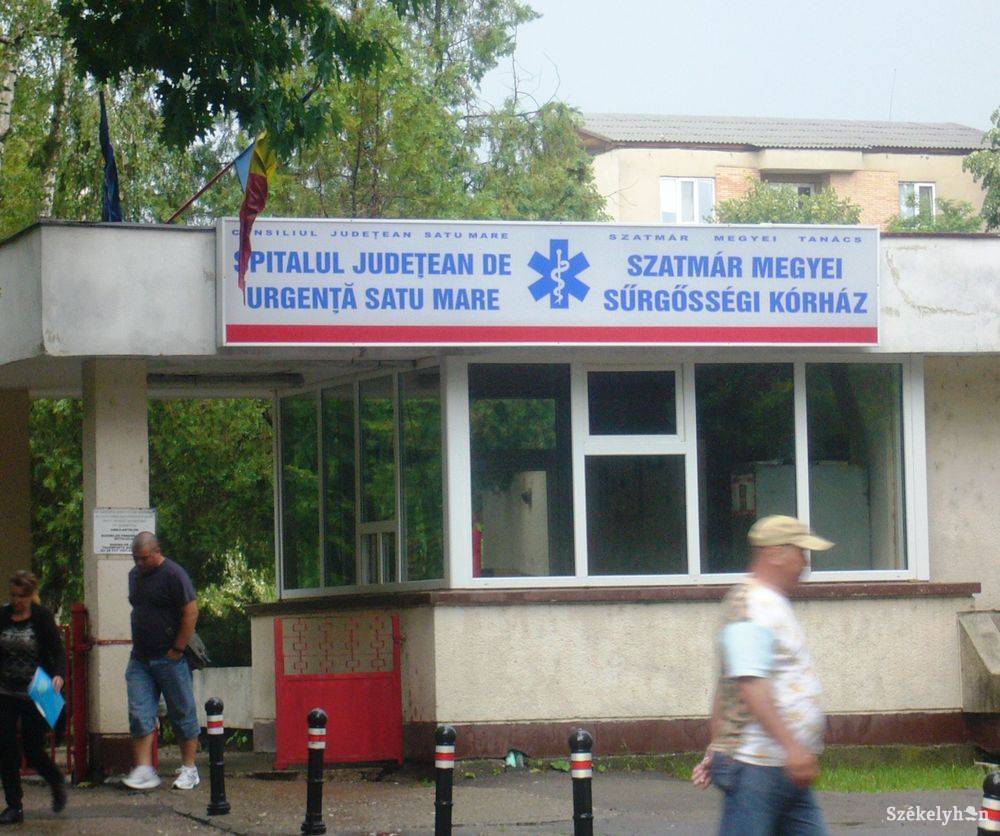 CONSILIUL JUDEȚEAN SATU MARE
SPITALUL JUDEȚEAN DE
URGENȚĂ SATU MARE
SZATMÁR MEGYEI TANÁCS
SZATMÁR MEGYEI
SŰRGŐSSÉGI KÓRHÁZ
Székelyhon